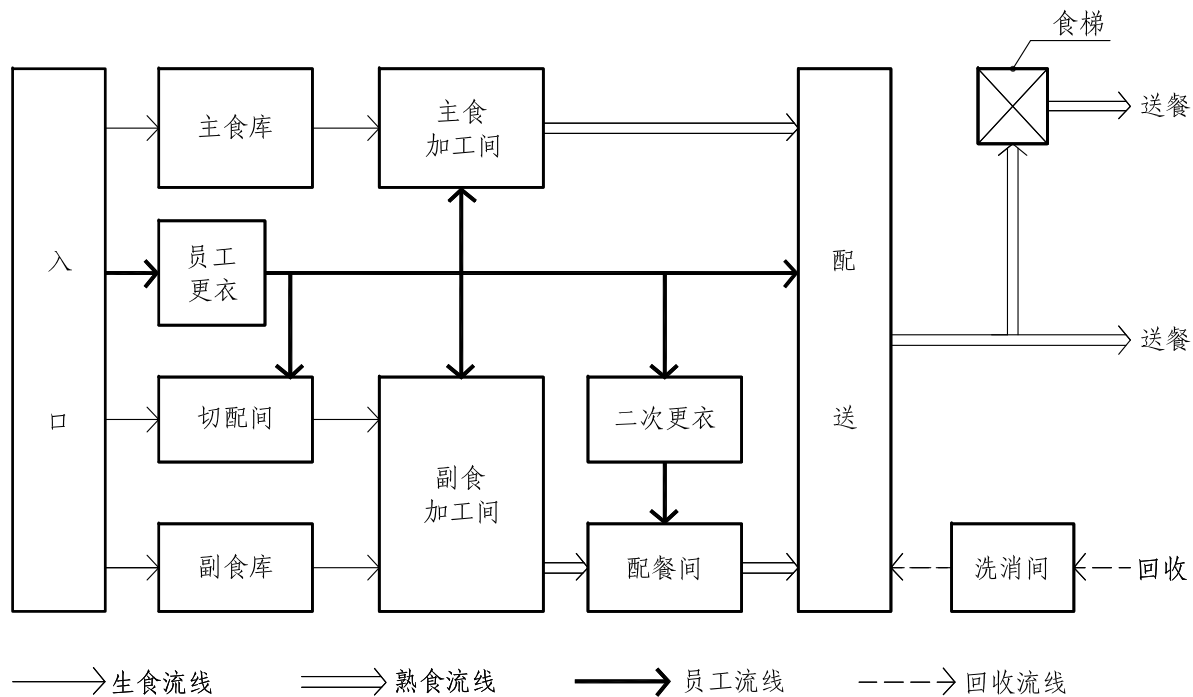 食梯
主食库
主食
加工间
送餐
入
口
员工
更衣
配
送
送餐
切配间
副食
加工间
二次更衣
副食库
配餐间
洗消间
回收
生食流线
熟食流线
员工流线
回收流线